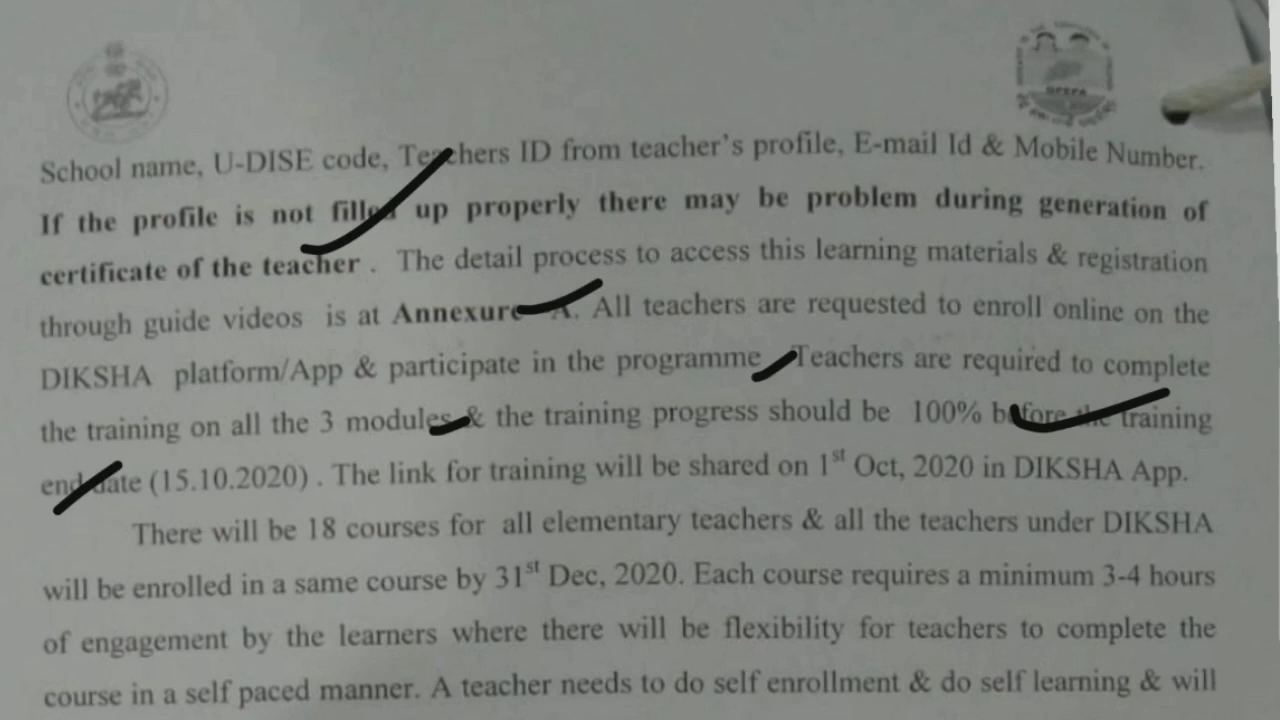 OPEPA
School name, U-DISE code, Teachers ID from teacher's profile, E-mail Id & Mobile Number.
If the profile is not filled up properly there may be problem during generation of
certificate of the teacher . The detail process to access this learning materials & registration
through guide videos is at Annexure A. All teachers are requested to enroll online on the
DIKSHA platform/App & participate in the programme Teachers are required to complete
the training on all the 3 modules & the training progress should be 100% before the training
end date (15.10.2020) . The link for training will be shared on 1st Oct, 2020 in DIKSHA App.
There will be 18 courses for all elementary teachers & all the teachers under DIKSHA
will be enrolled in a same course by 31st Dec, 2020. Each course requires a minimum 3-4 hours
of engagement by the learners where there will be flexibility for teachers to complete the
course in a self paced manner. A teacher needs to do self enrollment & do self learning & will